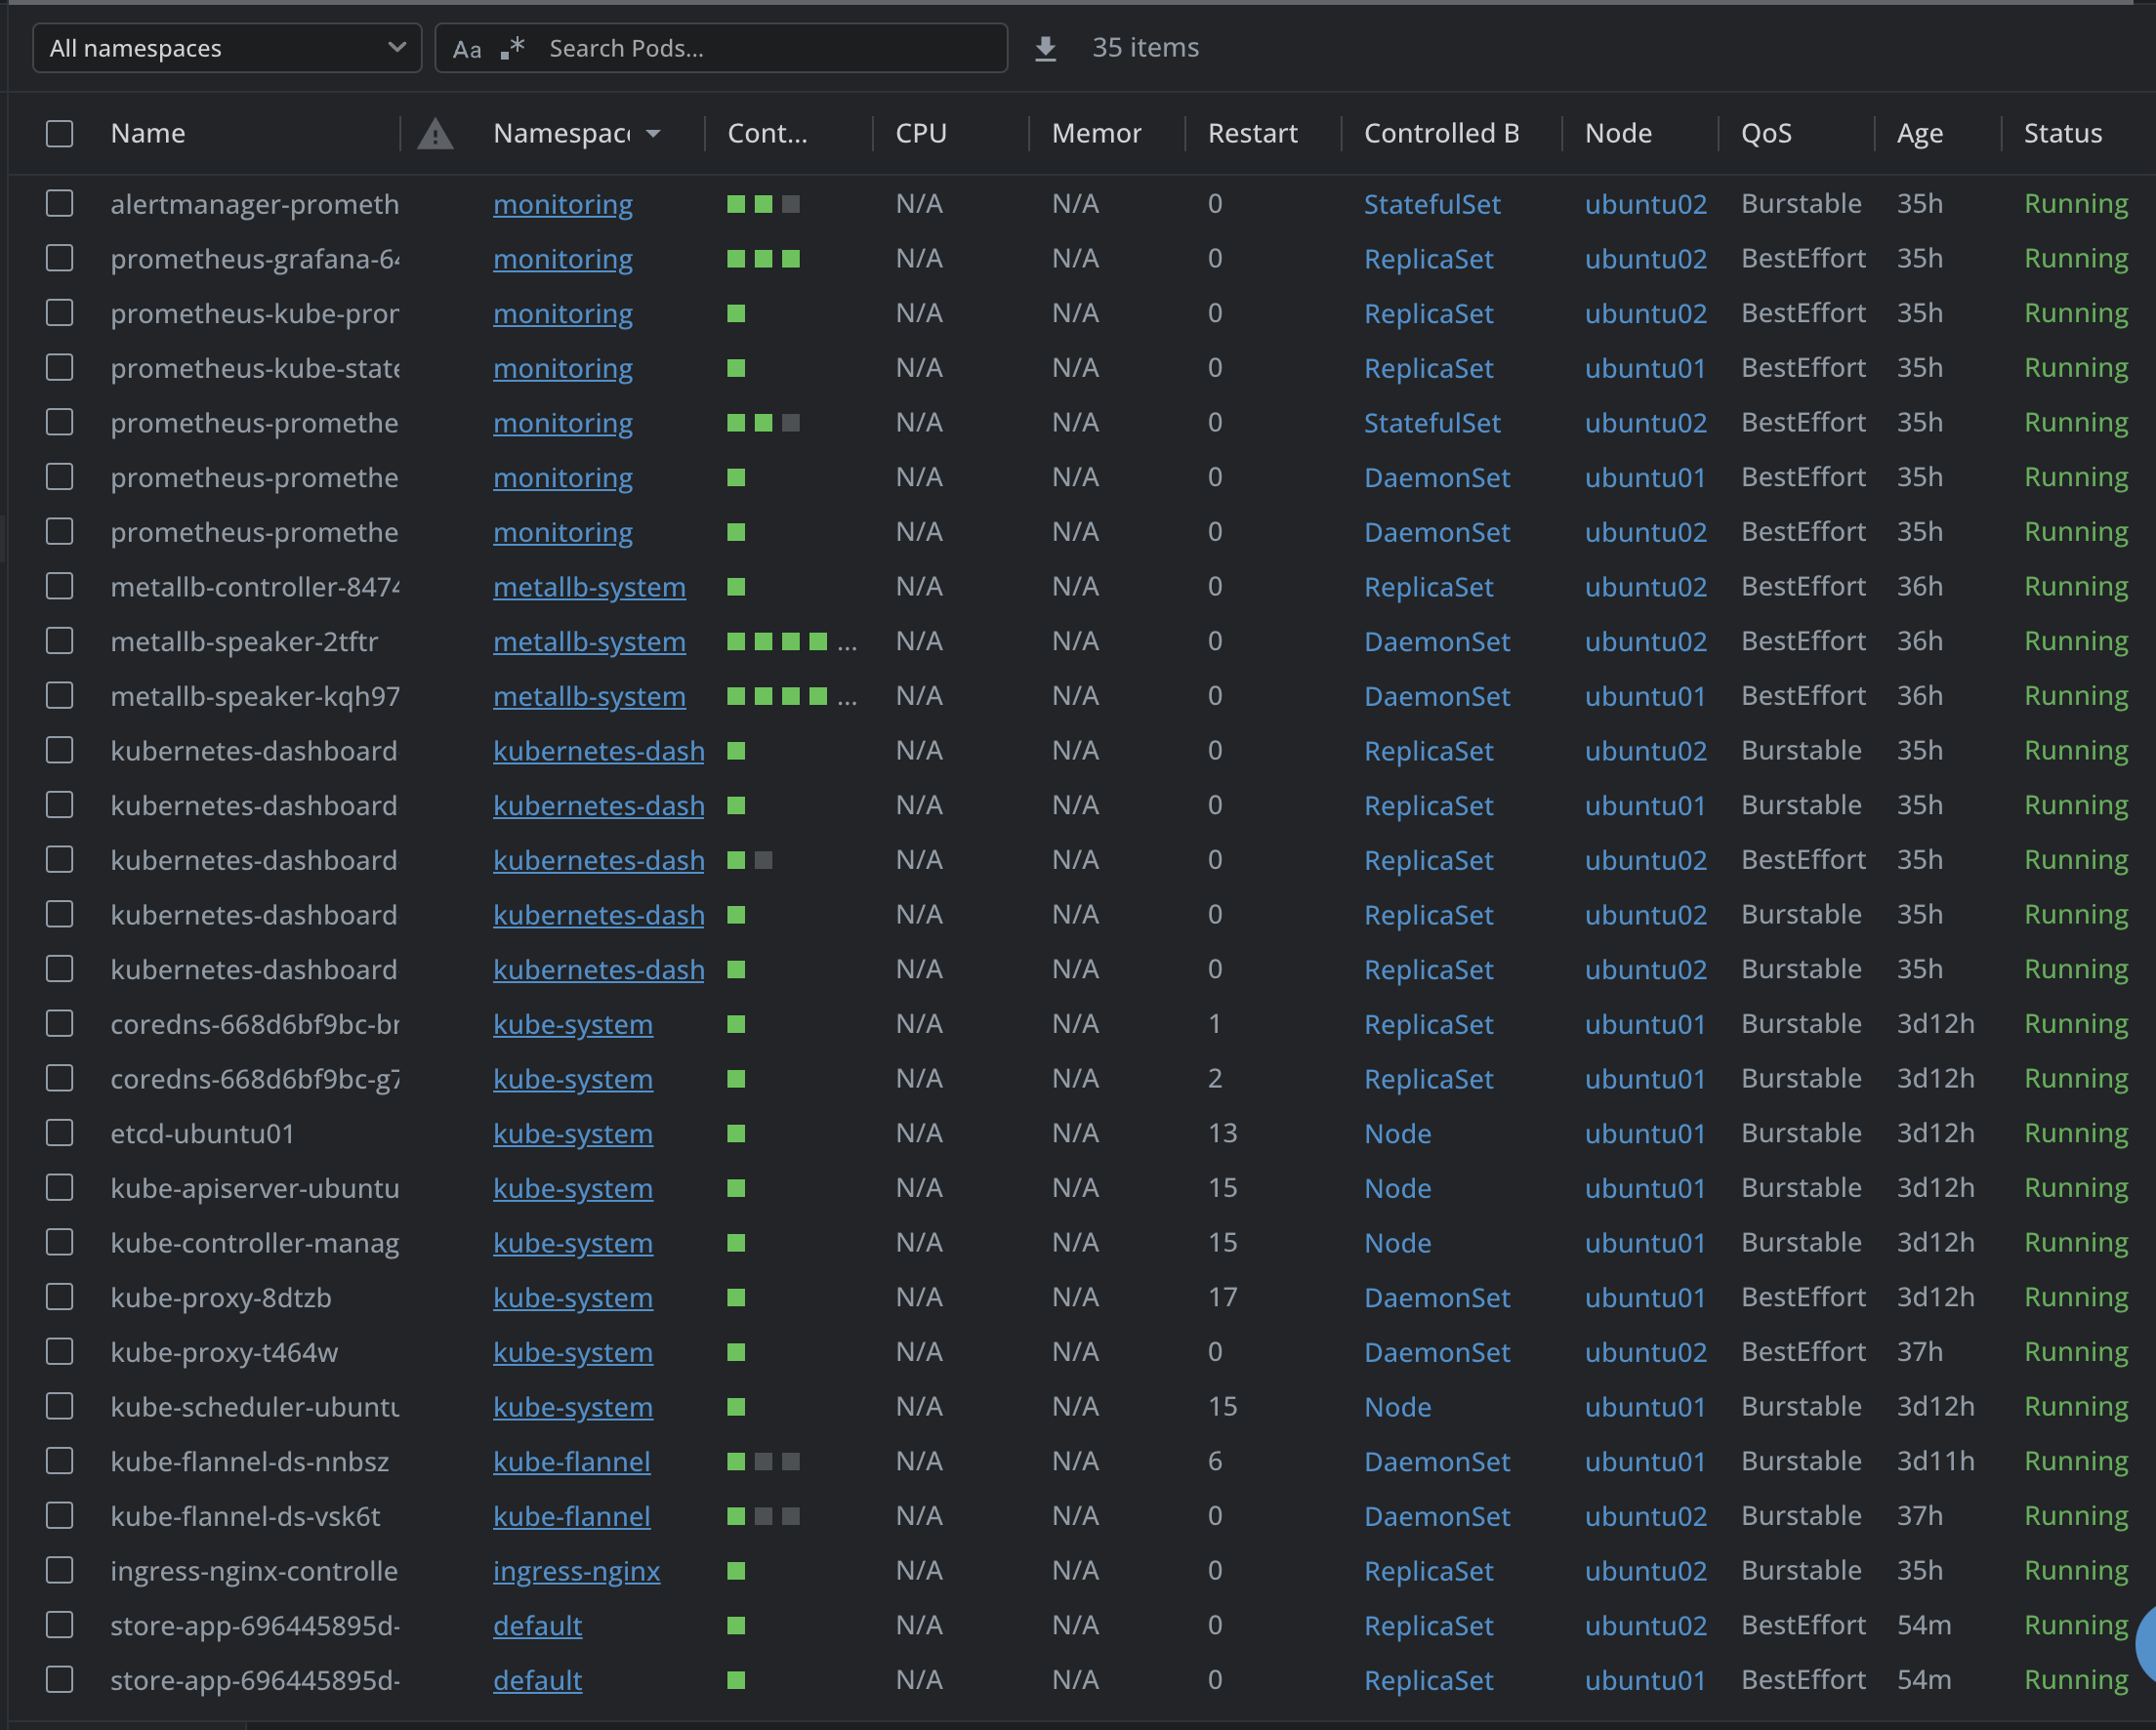 All namespaces Aa .* Search Pods... 35 items
Name Namespac Cont... CPU Memor Restart Controlled B Node QoS Age Status
alertmanager-prometh monitoring N/A N/A 0 StatefulSet ubuntu02 Burstable 35h Running
prometheus-grafana-64 monitoring N/A N/A 0 ReplicaSet ubuntu02 BestEffort 35h Running
prometheus-kube-pror monitoring N/A N/A 0 ReplicaSet ubuntu02 BestEffort 35h Running
prometheus-kube-state monitoring N/A N/A 0 ReplicaSet ubuntu01 BestEffort 35h Running
prometheus-promethe monitoring N/A N/A 0 StatefulSet ubuntu02 BestEffort 35h Running
prometheus-promethe monitoring N/A N/A 0 DaemonSet ubuntu01 BestEffort 35h Running
prometheus-promethe monitoring N/A N/A 0 DaemonSet ubuntu02 BestEffort 35h Running
metallb-controller-8474 metallb-system N/A N/A 0 ReplicaSet ubuntu02 BestEffort 36h Running
metallb-speaker-2tftr metallb-system ... N/A N/A 0 DaemonSet ubuntu02 BestEffort 36h Running
metallb-speaker-kqh97 metallb-system ... N/A N/A 0 DaemonSet ubuntu01 BestEffort 36h Running
kubernetes-dashboard kubernetes-dash N/A N/A 0 ReplicaSet ubuntu02 Burstable 35h Running
kubernetes-dashboard kubernetes-dash N/A N/A 0 ReplicaSet ubuntu01 Burstable 35h Running
kubernetes-dashboard kubernetes-dash N/A N/A 0 ReplicaSet ubuntu02 BestEffort 35h Running
kubernetes-dashboard kubernetes-dash N/A N/A 0 ReplicaSet ubuntu02 Burstable 35h Running
kubernetes-dashboard kubernetes-dash N/A N/A 0 ReplicaSet ubuntu02 Burstable 35h Running
coredns-668d6bf9bc-br kube-system N/A N/A 1 ReplicaSet ubuntu01 Burstable 3d12h Running
coredns-668d6bf9bc-g7 kube-system N/A N/A 2 ReplicaSet ubuntu01 Burstable 3d12h Running
etcd-ubuntu01 kube-system N/A N/A 13 Node ubuntu01 Burstable 3d12h Running
kube-apiserver-ubuntu kube-system N/A N/A 15 Node ubuntu01 Burstable 3d12h Running
kube-controller-manag kube-system N/A N/A 15 Node ubuntu01 Burstable 3d12h Running
kube-proxy-8dtzb kube-system N/A N/A 17 DaemonSet ubuntu01 BestEffort 3d12h Running
kube-proxy-t464w kube-system N/A N/A 0 DaemonSet ubuntu02 BestEffort 37h Running
kube-scheduler-ubuntu kube-system N/A N/A 15 Node ubuntu01 Burstable 3d12h Running
kube-flannel-ds-nnbsz kube-flannel N/A N/A 6 DaemonSet ubuntu01 Burstable 3d11h Running
kube-flannel-ds-vsk6t kube-flannel N/A N/A 0 DaemonSet ubuntu02 Burstable 37h Running
ingress-nginx-controlle ingress-nginx N/A N/A 0 ReplicaSet ubuntu02 Burstable 35h Running
store-app-696445895d- default N/A N/A 0 ReplicaSet ubuntu02 BestEffort 54m Running
store-app-696445895d- default N/A N/A 0 ReplicaSet ubuntu01 BestEffort 54m Running